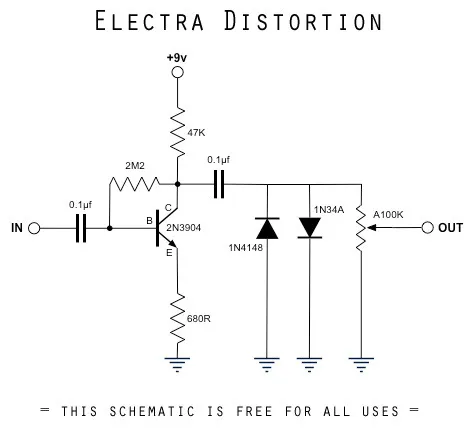 Electra Distortion
+9v
47K
2M2
0.1µf
0.1µf
C
1N34A
A100K
B
2N3904
IN
OUT
1N4148
E
680R
= THIS SCHEMATIC IS FREE FOR ALL USES =